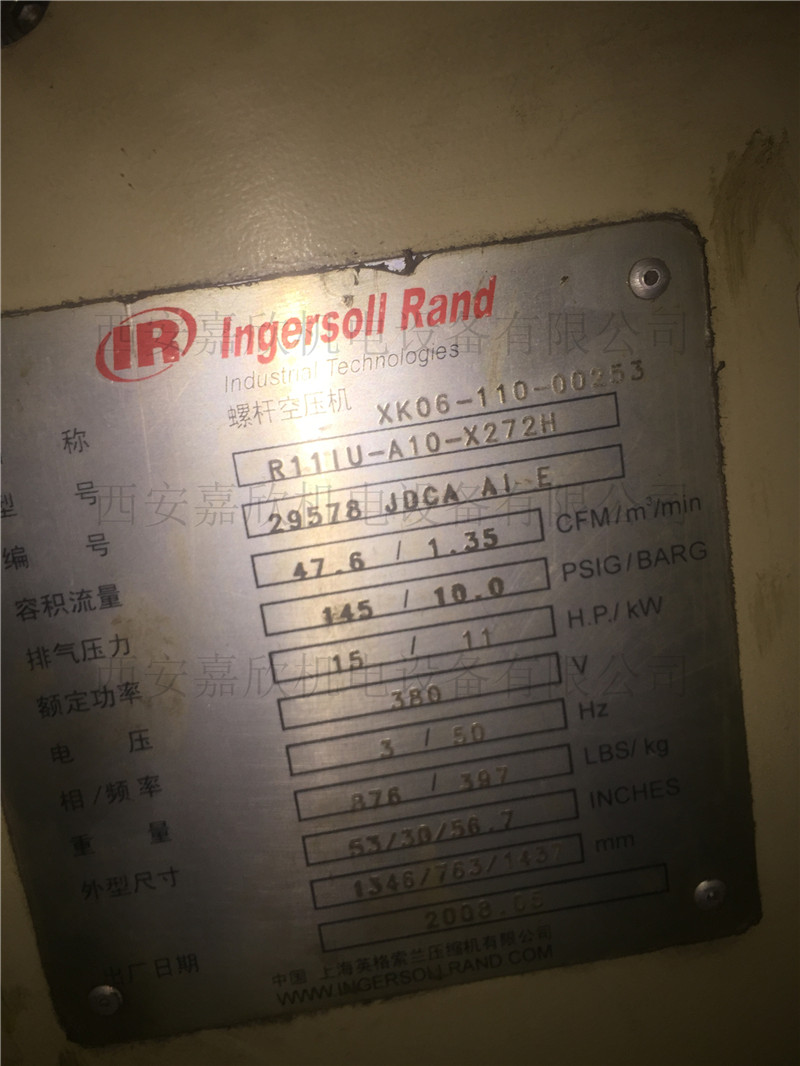 IR Ingersoll Rand
Industrial Technologies
称 螺杆空压机 XK06-110-00253
型 号 R11IU-A10-X272H
编 号 29578 JDCA AI E
容积流量 47.6 / 1.35 CFM/m³/min
排气压力 145 / 10.0 PSIG/BARG
额定功率 15 / 11 H.P./kW
电 压 380 V
相/频率 3 / 50 Hz
重 量 876 / 397 LBS/kg
外型尺寸 53/30/56.7 INCHES
1346/763/1437 mm
出厂日期 2008.06
中国 上海英格索兰压缩机有限公司
WWW.INGERSOLL-RAND.COM
西安嘉欣机电设备有限公司
西安嘉欣机电设备有限公司
西安嘉欣机电设备有限公司